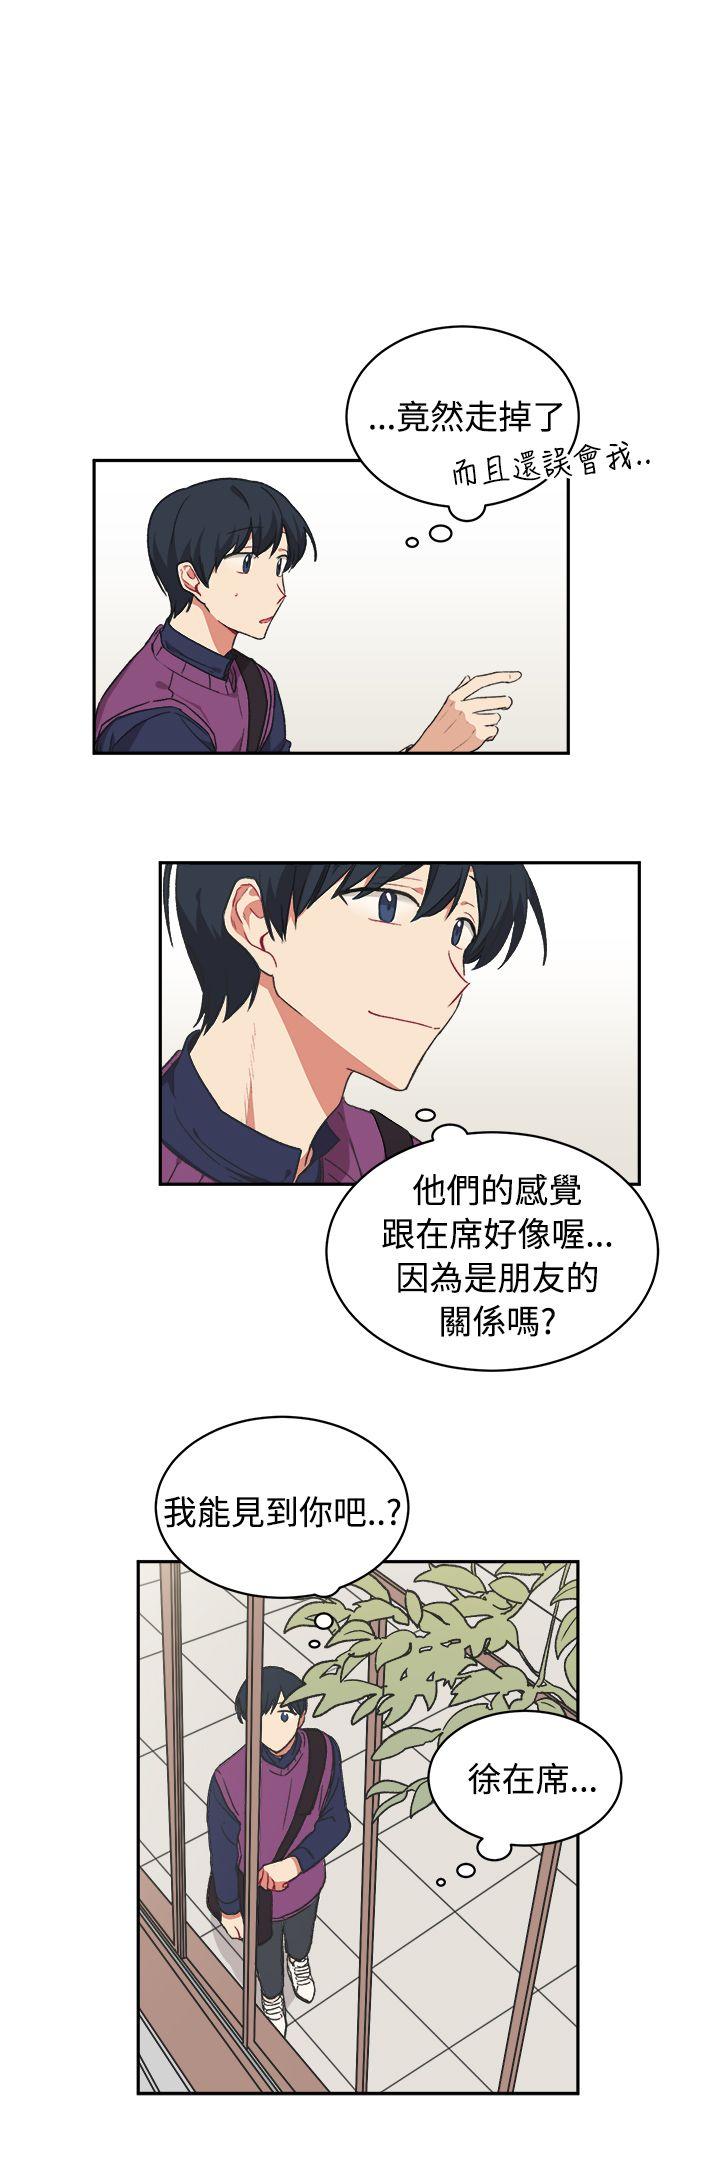 …竟然走掉了
而且還誤會我..
他們的感覺
跟在席好像喔…
因為是朋友的
關係嗎?
我能見到你吧..?
徐在席…